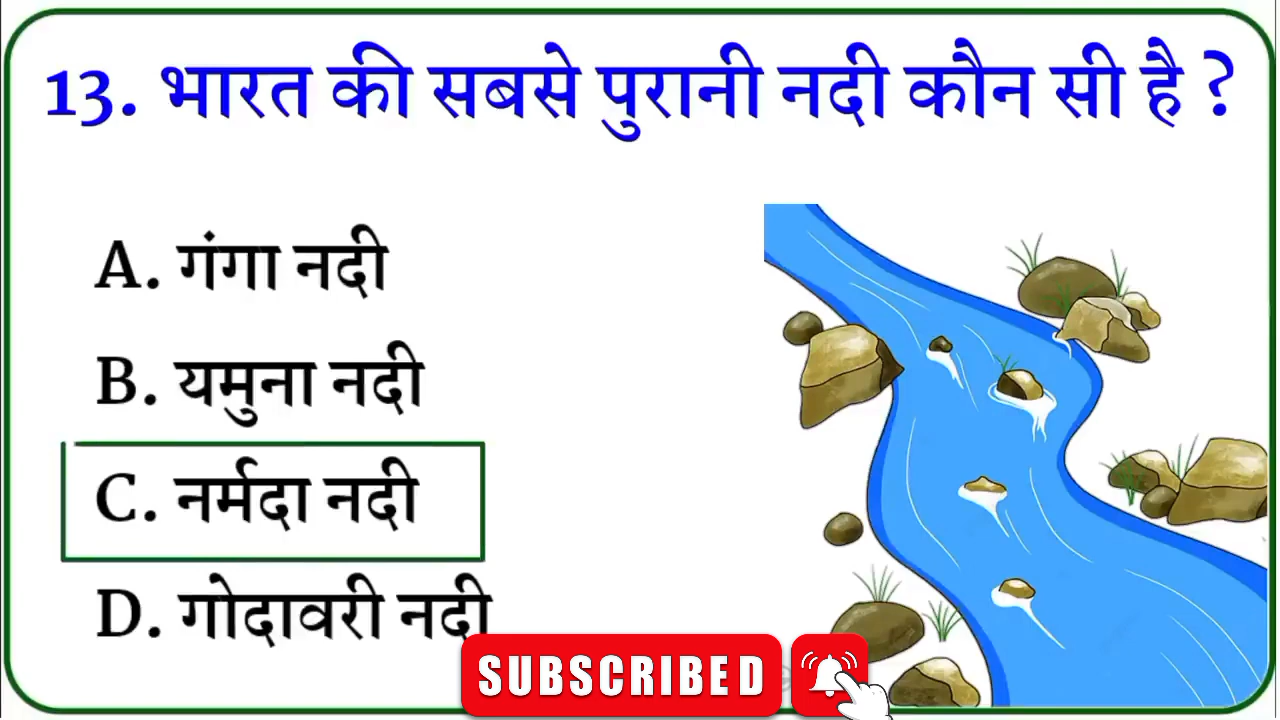 13. भारत की सबसे पुरानी नदी कौन सी है ?
A. गंगा नदी
B. यमुना नदी
C. नर्मदा नदी
D. गोदावरी नदी
SUBSCRIBED